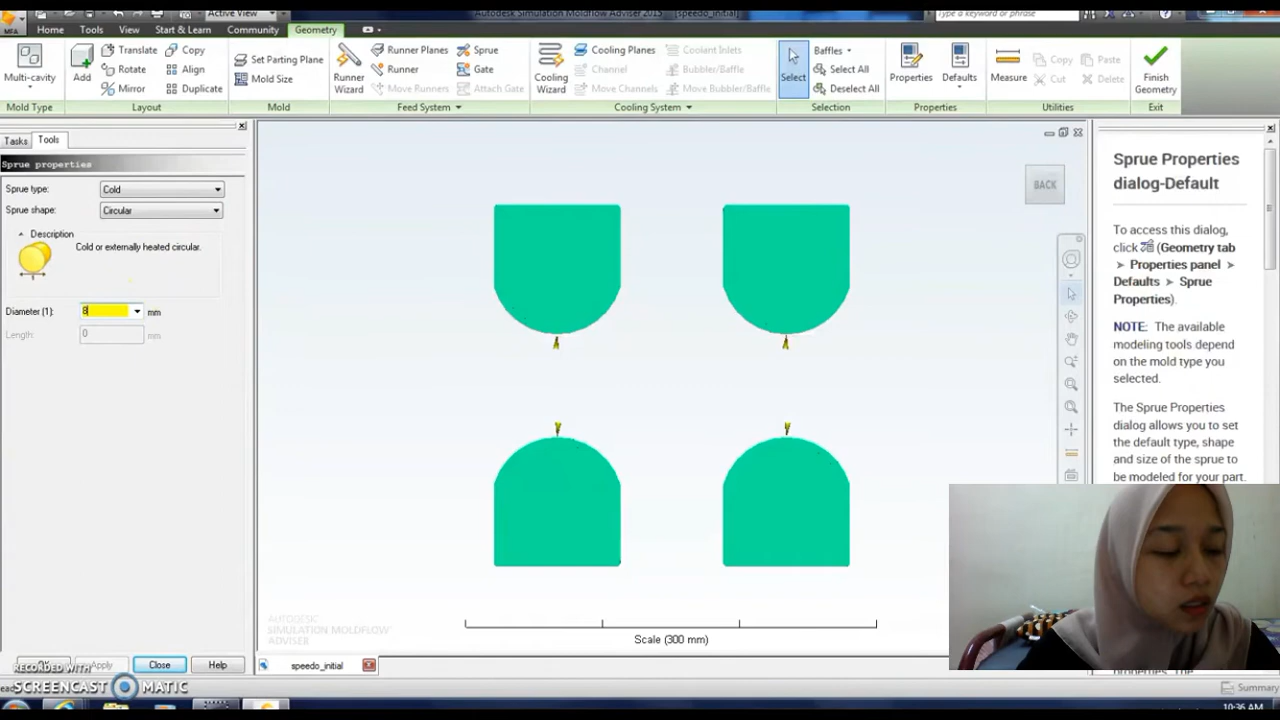 Active View
Autodesk Simulation Moldflow Adviser 2015 [speedo_initial]
Type a keyword or phrase
MFA
Home Tools View Start & Learn Community Geometry
Multi-cavity
Mold Type
Add
Translate Copy
Rotate Align
Mirror Duplicate
Layout
Set Parting Plane
Mold Size
Mold
Runner Wizard
Runner Planes Sprue
Runner Gate
Move Runners Attach Gate
Feed System
Cooling Wizard
Cooling Planes Coolant Inlets
Channel Bubbler/Baffle
Move Channels Move Bubbler/Baffle
Cooling System
Select
Baffles
Select All
Deselect All
Selection
Properties Defaults
Properties
Measure
Copy Paste
Cut Delete
Utilities
Finish Geometry
Exit
Tasks Tools
Sprue properties
Sprue type: Cold
Sprue shape: Circular
Description
Cold or externally heated circular.
Diameter (1): 8 mm
Length: 0 mm
Apply Close Help
RECORDED WITH
SCREENCAST MATIC
BACK
AUTODESK
SIMULATION MOLDFLOW
ADVISER
Scale (300 mm)
speedo_initial
Sprue Properties
dialog-Default
To access this dialog,
click (Geometry tab
Properties panel
Defaults Sprue
Properties).
NOTE: The available
modeling tools depend
on the mold type you
selected.
The Sprue Properties
dialog allows you to set
the default type, shape
and size of the sprue to
be modeled for your part.
Summary
10:36 AM